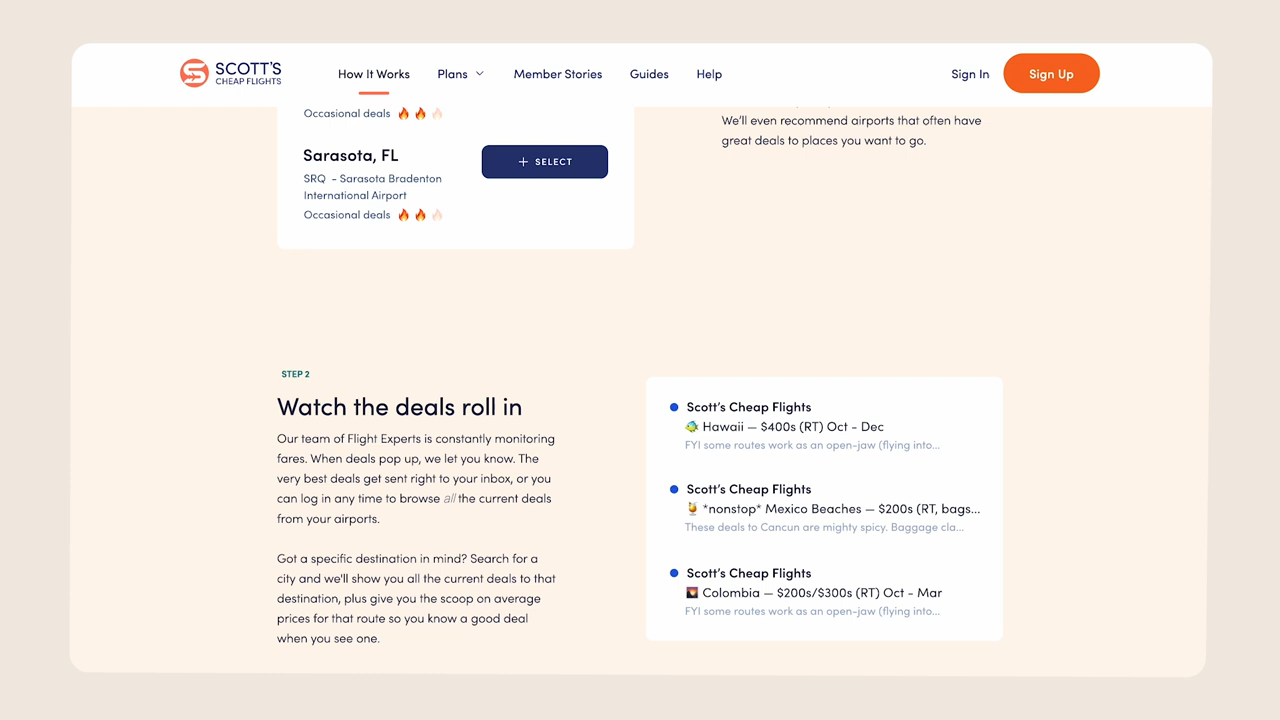 SCOTT'S
CHEAP FLIGHTS
How It Works
Plans
Member Stories
Guides
Help
Sign In
Sign Up
Occasional deals
Sarasota, FL
SRQ - Sarasota Bradenton
International Airport
Occasional deals
+ SELECT
We'll even recommend airports that often have
great deals to places you want to go.
STEP 2
Watch the deals roll in
Our team of Flight Experts is constantly monitoring
fares. When deals pop up, we let you know. The
very best deals get sent right to your inbox, or you
can log in any time to browse all the current deals
from your airports.
Got a specific destination in mind? Search for a
city and we'll show you all the current deals to that
destination, plus give you the scoop on average
prices for that route so you know a good deal
when you see one.
Scott's Cheap Flights
🐠 Hawaii — $400s (RT) Oct - Dec
FYI some routes work as an open-jaw (flying into...
Scott's Cheap Flights
🍹 *nonstop* Mexico Beaches — $200s (RT, bags...
These deals to Cancun are mighty spicy. Baggage cla...
Scott's Cheap Flights
🌄 Colombia — $200s/$300s (RT) Oct - Mar
FYI some routes work as an open-jaw (flying into...